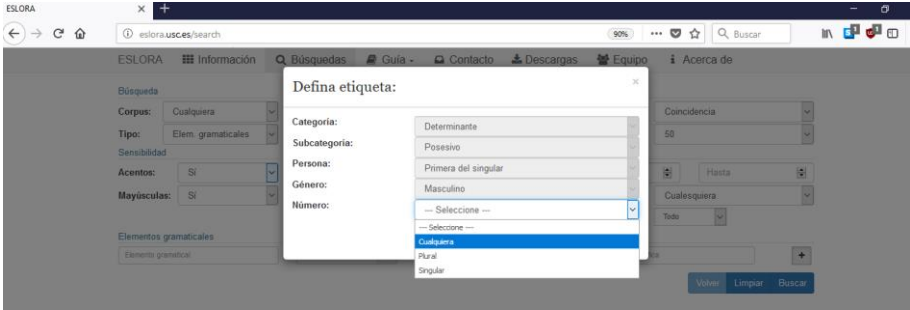 ESLORA
eslora.usc.es/search 90% Buscar
ESLORA Información Búsquedas Guía Contacto Descargas Equipo Acerca de
Búsqueda
Corpus: Cualquiera Coincidencia
Tipo: Elem. gramaticales 50
Sensibilidad
Acentos: Sí Hasta
Mayúsculas: Sí Cualesquiera
Todo
Elementos gramaticales
Elemento gramatical
Volver Limpiar Buscar
Defina etiqueta: ×
Categoría: Determinante
Subcategoría: Posesivo
Persona: Primera del singular
Género: Masculino
Número: --- Seleccione ---
--- Seleccione ---
Cualquiera
Plural
Singular